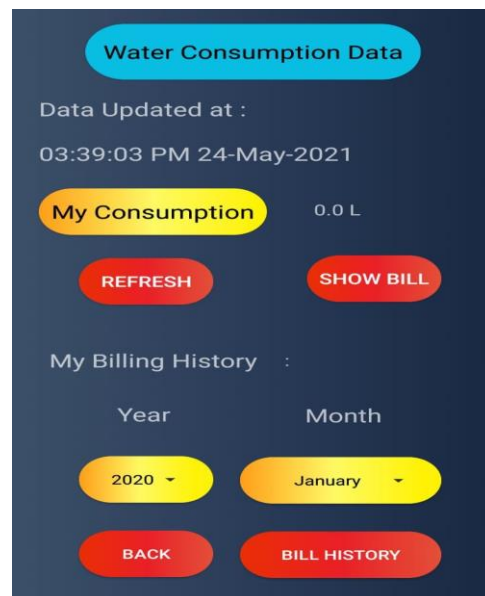 Water Consumption Data
Data Updated at :
03:39:03 PM 24-May-2021
My Consumption 0.0 L
REFRESH SHOW BILL
My Billing History :
Year Month
2020 January
BACK BILL HISTORY